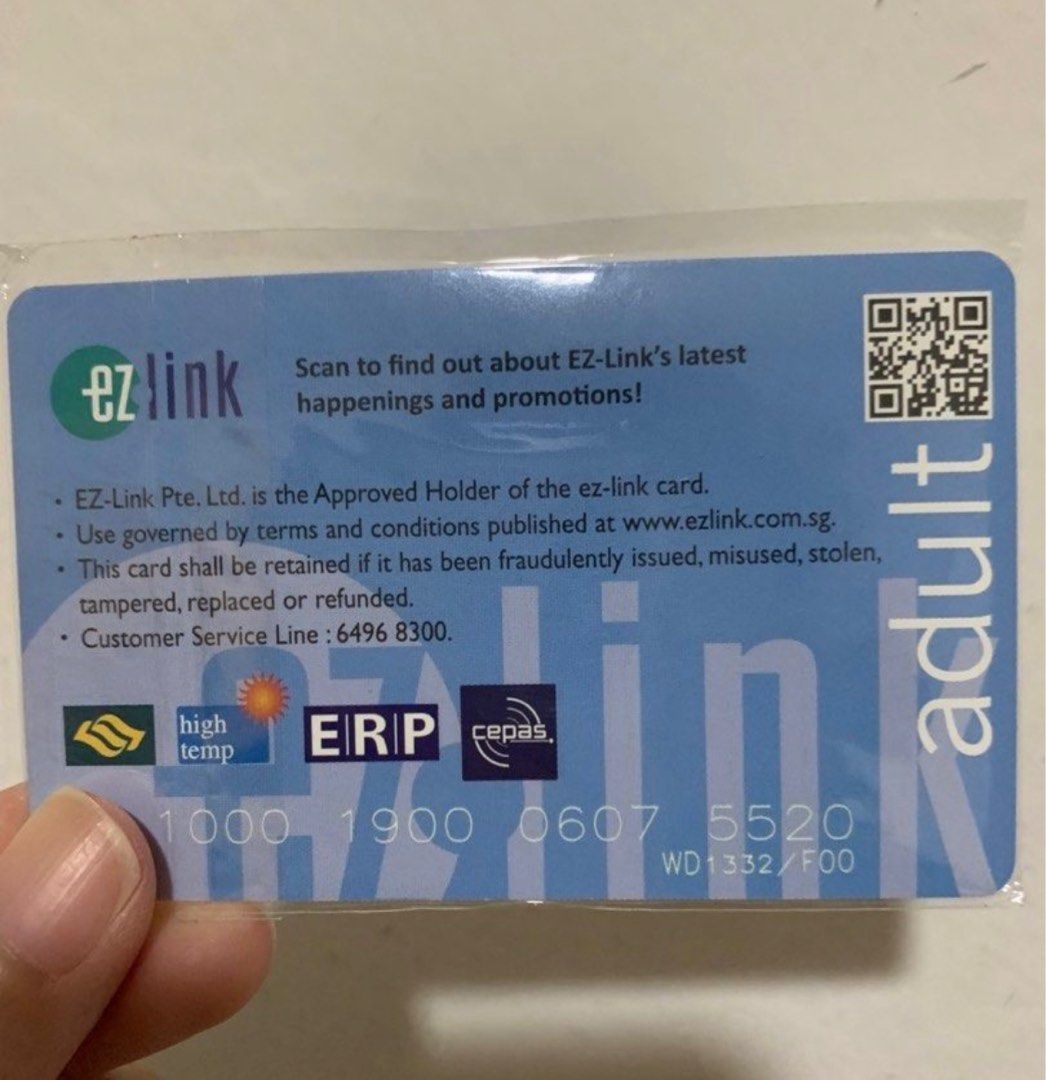 ez link
Scan to find out about EZ-Link's latest
happenings and promotions!
adult
• EZ-Link Pte. Ltd. is the Approved Holder of the ez-link card.
• Use governed by terms and conditions published at www.ezlink.com.sg.
• This card shall be retained if it has been fraudulently issued, misused, stolen,
tampered, replaced or refunded.
• Customer Service Line : 6496 8300.
high
temp
E|R|P
cepas
ez link
1000 1900 0607 5520
WD1332/F00